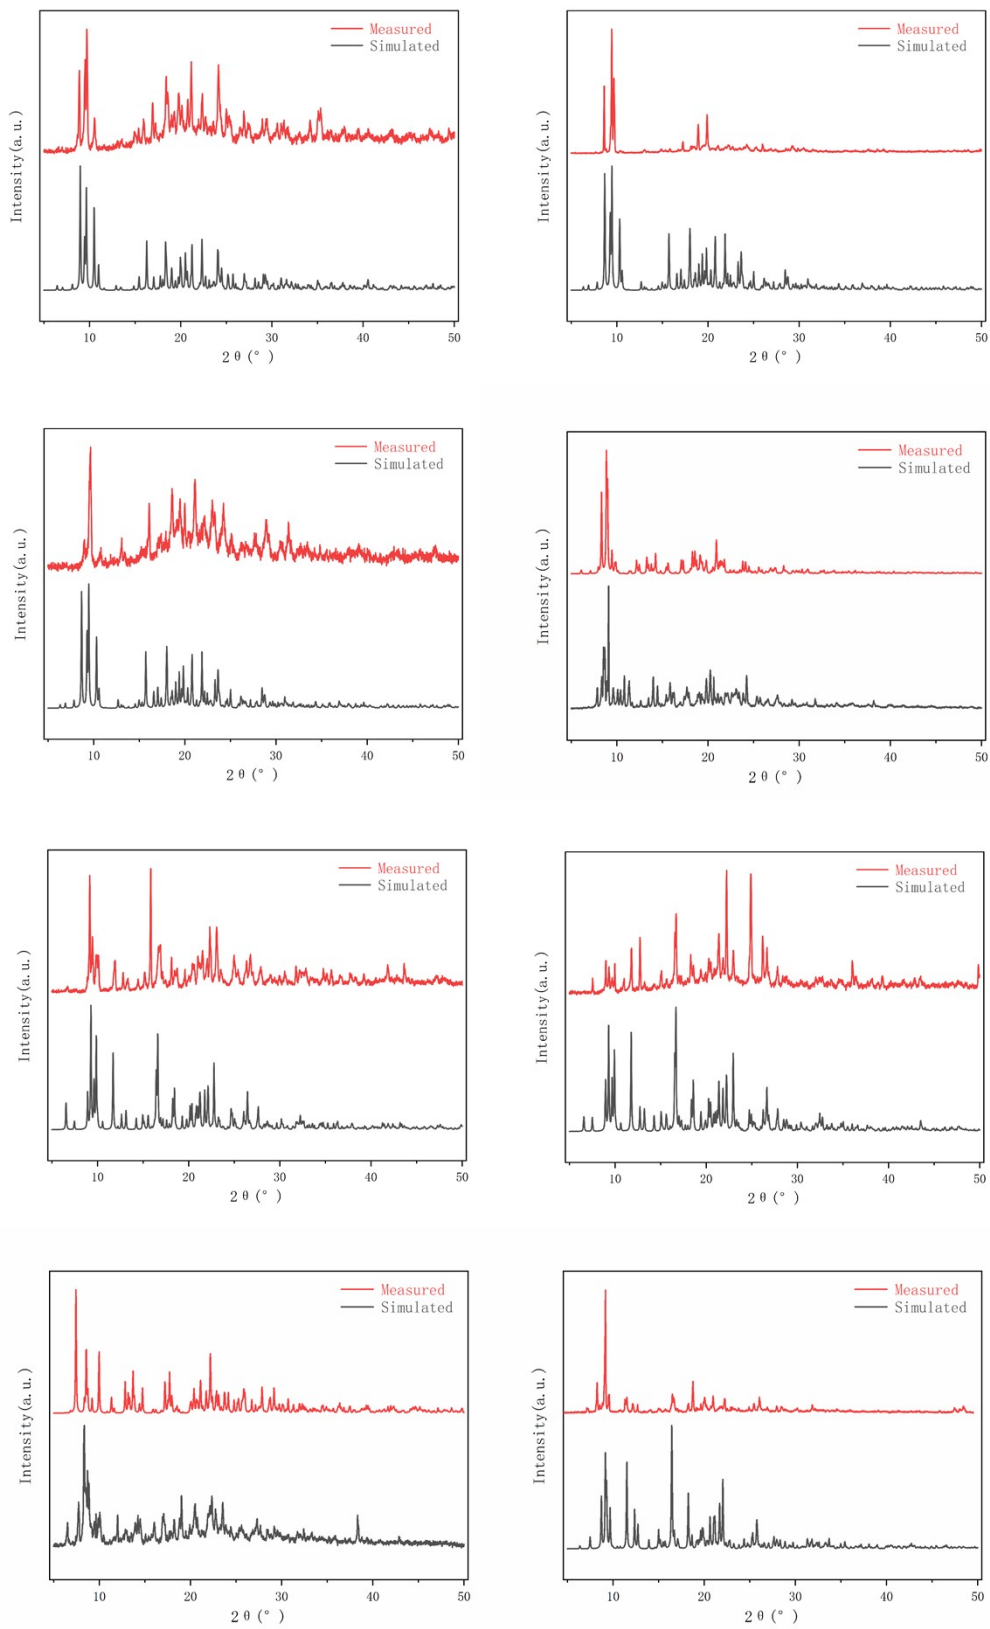 Measured
Simulated
Intensity(a.u.)
10 20 30 40 50
2θ(°)
Measured
Simulated
Intensity(a.u.)
10 20 30 40 50
2θ(°)
Measured
Simulated
Intensity(a.u.)
10 20 30 40 50
2θ(°)
Measured
Simulated
Intensity(a.u.)
10 20 30 40 50
2θ(°)
Measured
Simulated
Intensity(a.u.)
10 20 30 40 50
2θ(°)
Measured
Simulated
Intensity(a.u.)
10 20 30 40 50
2θ(°)
Measured
Simulated
Intensity(a.u.)
10 20 30 40 50
2θ(°)
Measured
Simulated
Intensity(a.u.)
10 20 30 40 50
2θ(°)